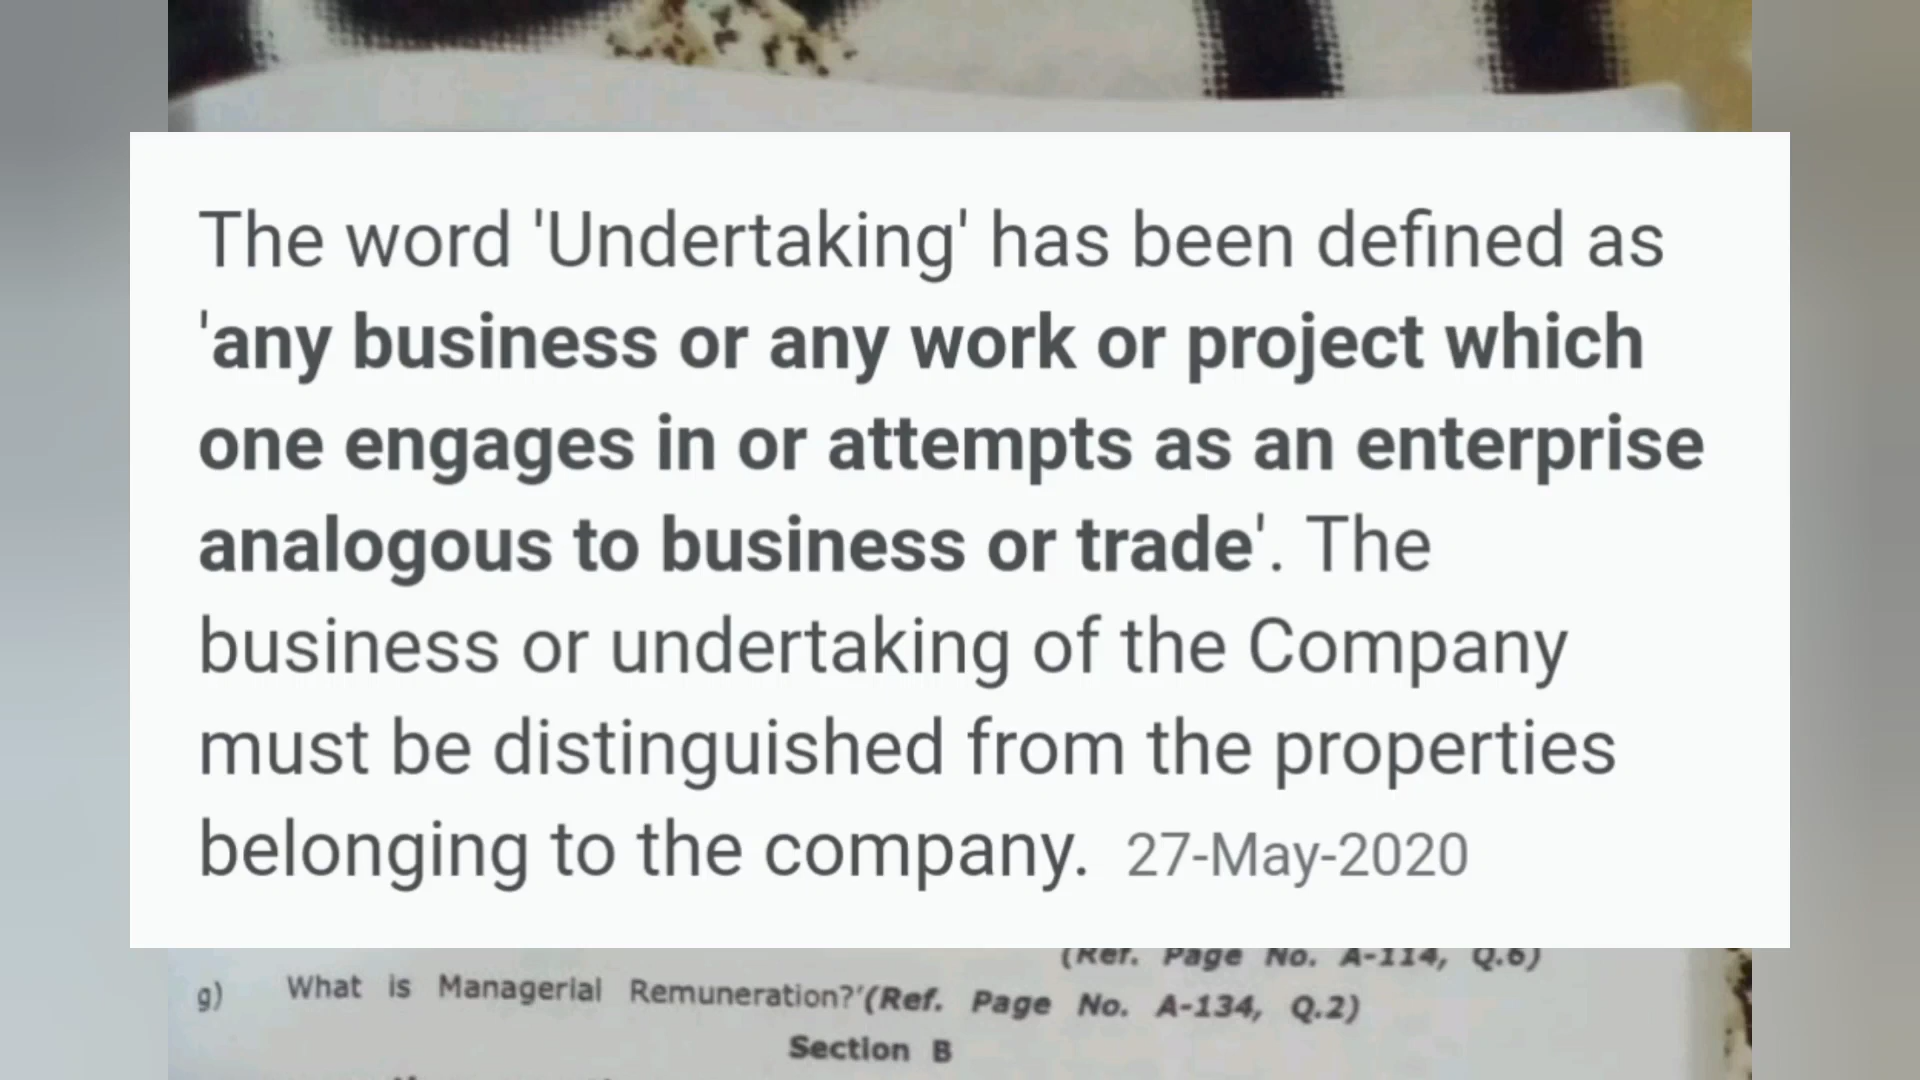 The word 'Undertaking' has been defined as
'any business or any work or project which
one engages in or attempts as an enterprise
analogous to business or trade'. The
business or undertaking of the Company
must be distinguished from the properties
belonging to the company. 27-May-2020
(Ref. Page No. A-114, Q.6)
g) What is Managerial Remuneration?'(Ref. Page No. A-134, Q.2)
Section B